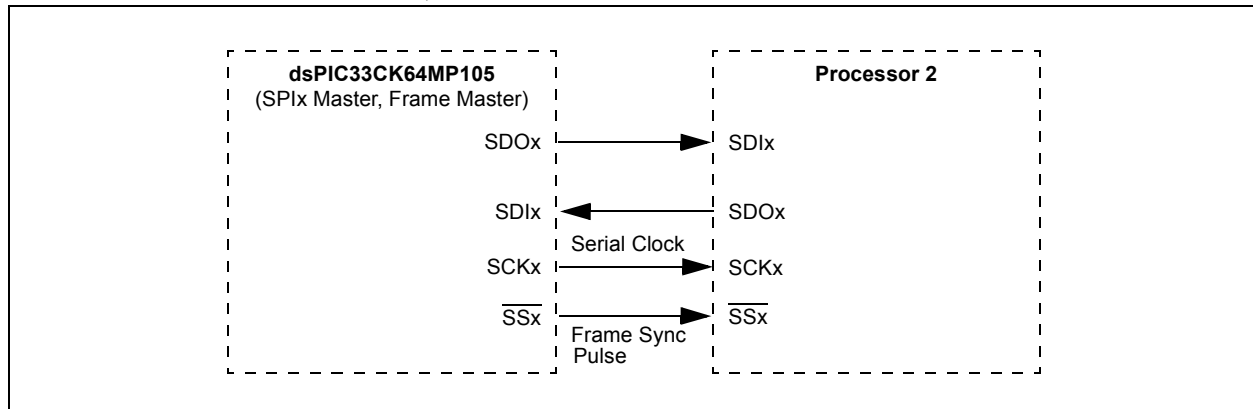 dsPIC33CK64MP105
(SPIx Master, Frame Master)
Processor 2
SDOx
SDIx
SDIx
SDOx
Serial Clock
SCKx
SCKx
SSx
SSx
Frame Sync
Pulse